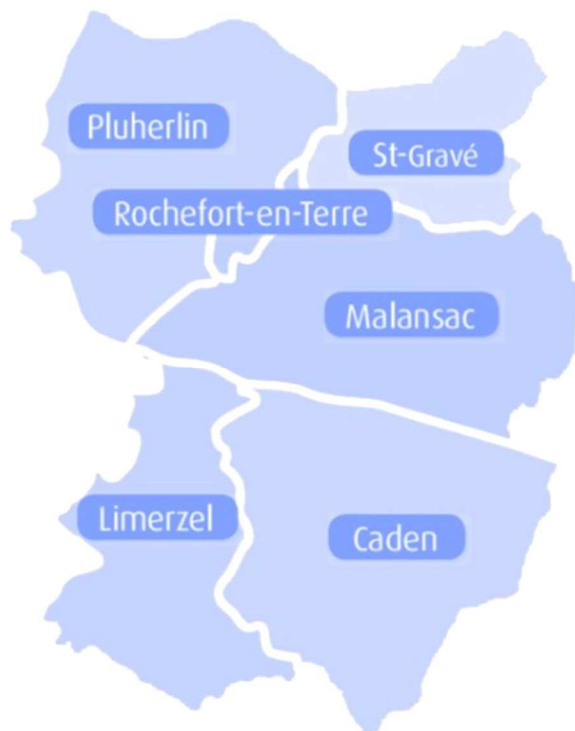 Pluherlin
St-Gravé
Rochefort-en-Terre
Malansac
Limerzel
Caden